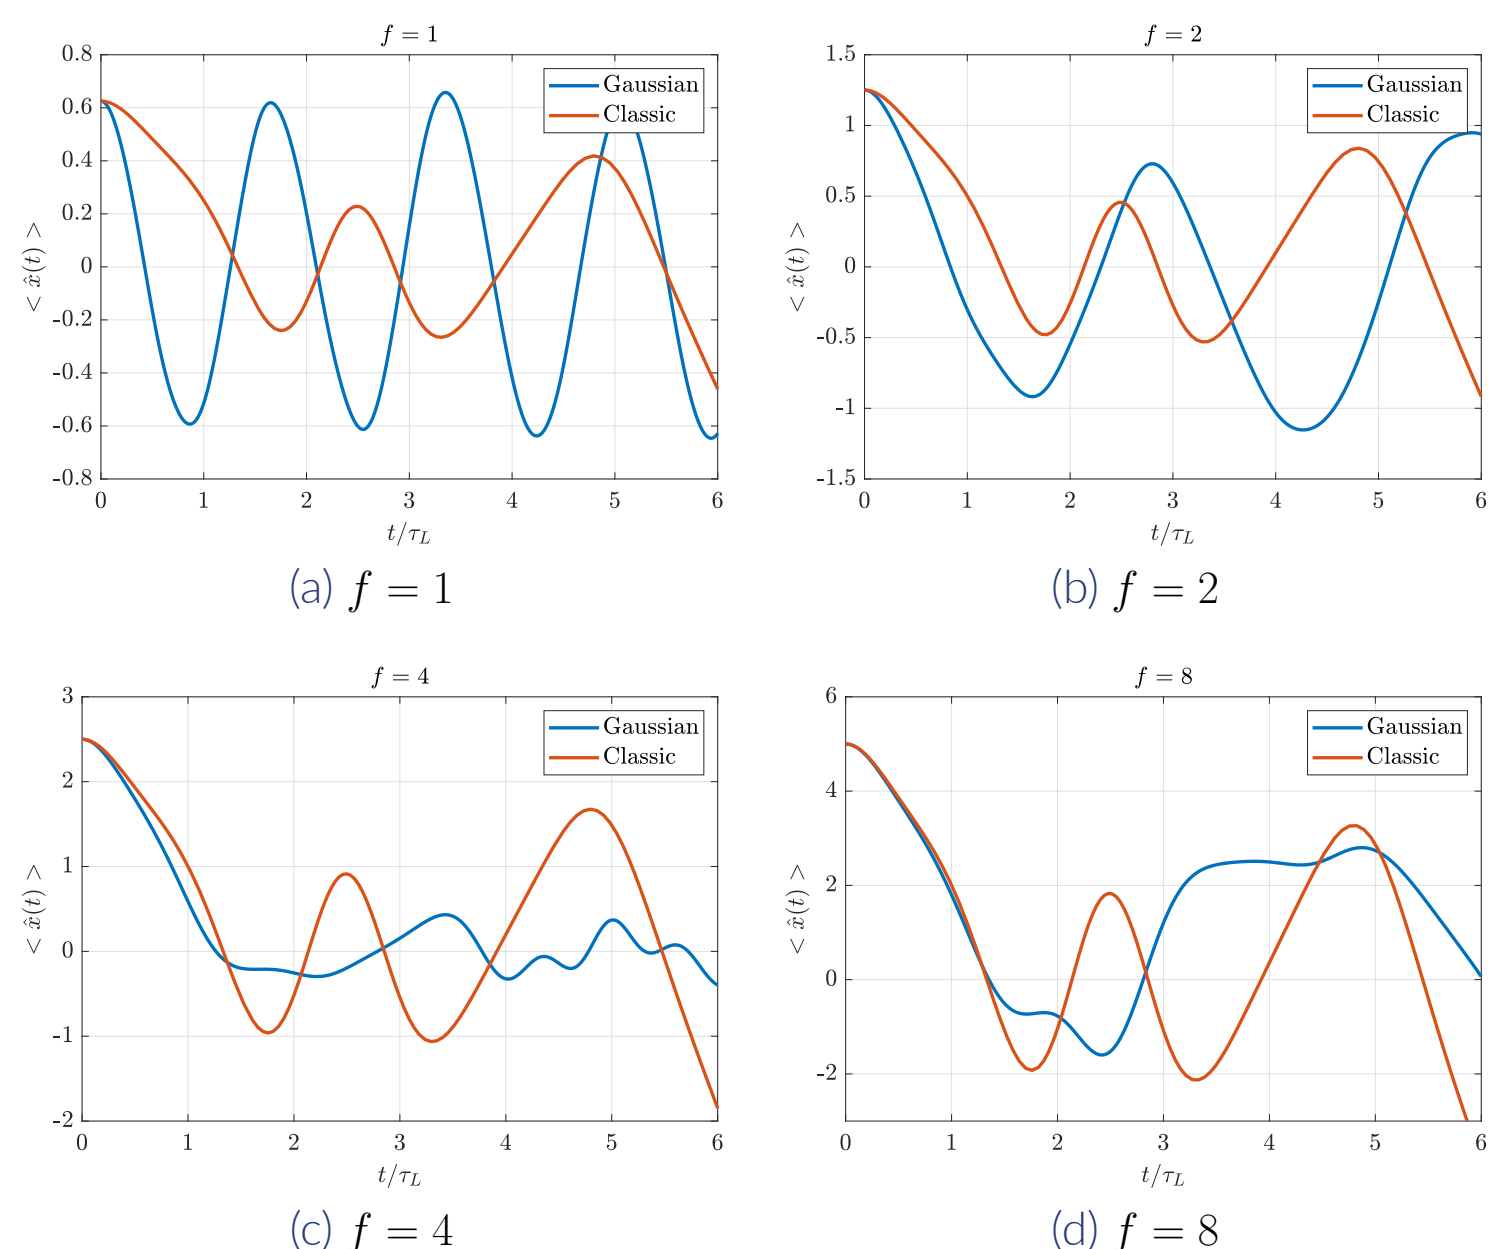 f = 1
0.8
0.6
0.4
0.2
0
-0.2
-0.4
-0.6
-0.8
< x̂(t) >
Gaussian
Classic
0 1 2 3 4 5 6
t/τ_L
(a) f = 1
f = 2
1.5
1
0.5
0
-0.5
-1
-1.5
< x̂(t) >
Gaussian
Classic
0 1 2 3 4 5 6
t/τ_L
(b) f = 2
f = 4
3
2
1
0
-1
-2
< x̂(t) >
Gaussian
Classic
0 1 2 3 4 5 6
t/τ_L
(c) f = 4
f = 8
6
4
2
0
-2
< x̂(t) >
Gaussian
Classic
0 1 2 3 4 5 6
t/τ_L
(d) f = 8